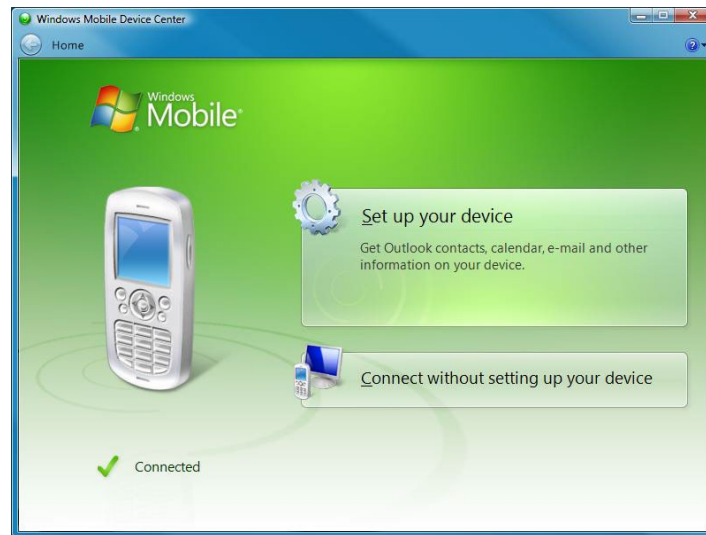 Windows Mobile Device Center
Home
Windows
Mobile®
Set up your device
Get Outlook contacts, calendar, e-mail and other
information on your device.
Connect without setting up your device
Connected